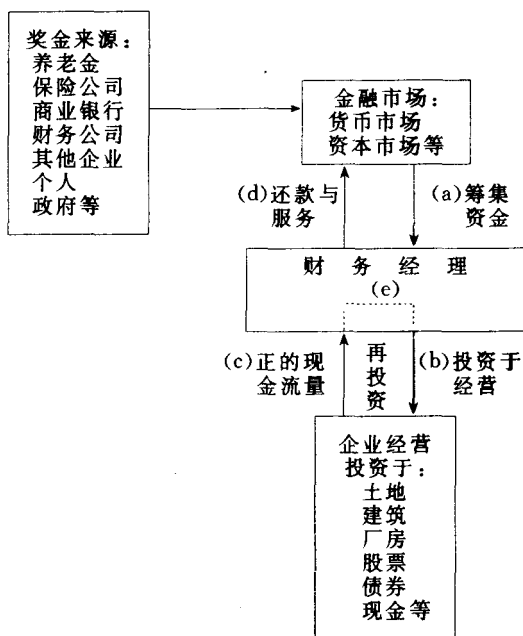 奖金来源：
养老金
保险公司
商业银行
财务公司
其他企业
个人
政府等
金融市场：
货币市场
资本市场等
(d)还款与
服务
(a)筹集
资金
财务经理
(e)
(c)正的现
金流量
再投资
(b)投资于
经营
企业经营
投资于：
土地
建筑
厂房
股票
债券
现金等